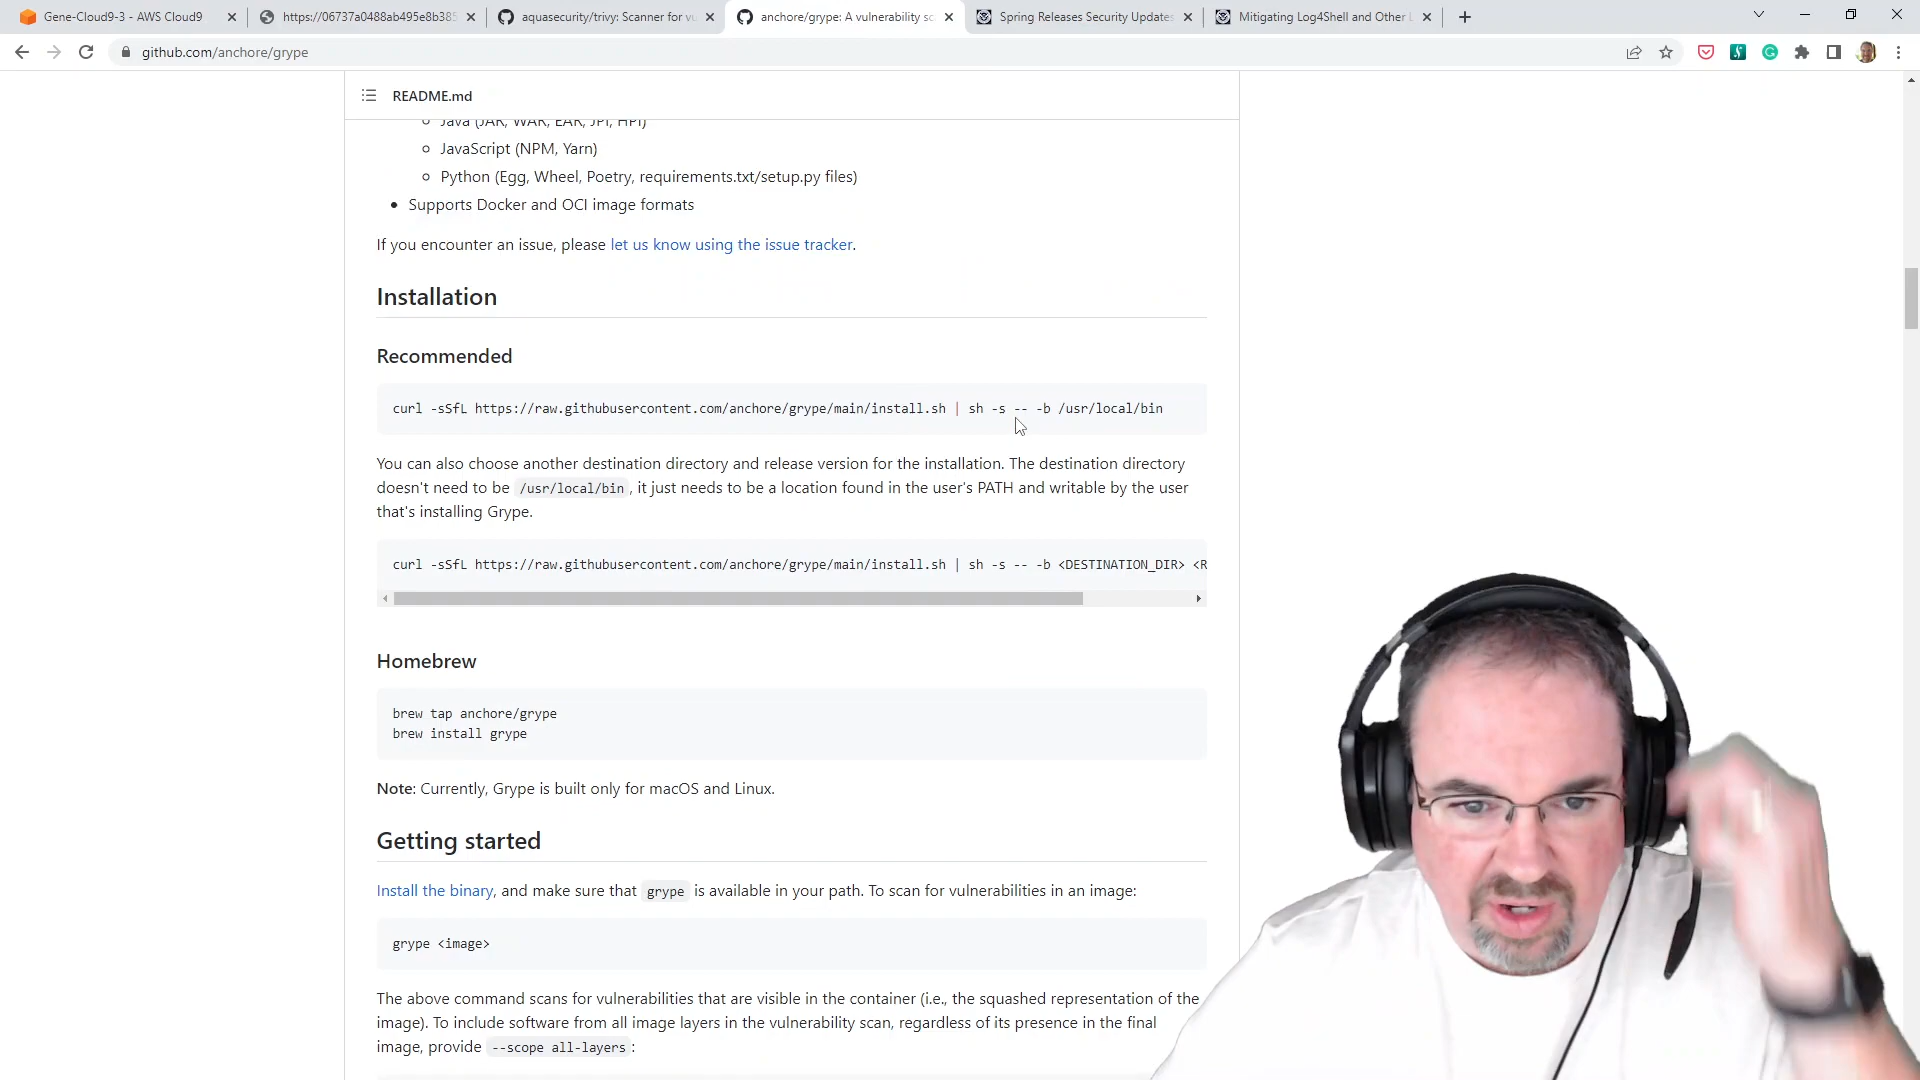 Gene-Cloud9-3 - AWS Cloud9
https://06737a0488ab495e8b385
aquasecurity/trivy: Scanner for vu
anchore/grype: A vulnerability sc
Spring Releases Security Updates
Mitigating Log4Shell and Other L
github.com/anchore/grype
README.md
Java (JAR, WAR, EAR, JPI, HPI)
JavaScript (NPM, Yarn)
Python (Egg, Wheel, Poetry, requirements.txt/setup.py files)
Supports Docker and OCI image formats
If you encounter an issue, please let us know using the issue tracker.
Installation
Recommended
curl -sSfL https://raw.githubusercontent.com/anchore/grype/main/install.sh | sh -s -- -b /usr/local/bin
You can also choose another destination directory and release version for the installation. The destination directory
doesn't need to be /usr/local/bin, it just needs to be a location found in the user's PATH and writable by the user
that's installing Grype.
curl -sSfL https://raw.githubusercontent.com/anchore/grype/main/install.sh | sh -s -- -b <DESTINATION_DIR> <R
Homebrew
brew tap anchore/grype
brew install grype
Note: Currently, Grype is built only for macOS and Linux.
Getting started
Install the binary, and make sure that grype is available in your path. To scan for vulnerabilities in an image:
grype <image>
The above command scans for vulnerabilities that are visible in the container (i.e., the squashed representation of the
image). To include software from all image layers in the vulnerability scan, regardless of its presence in the final
image, provide --scope all-layers :